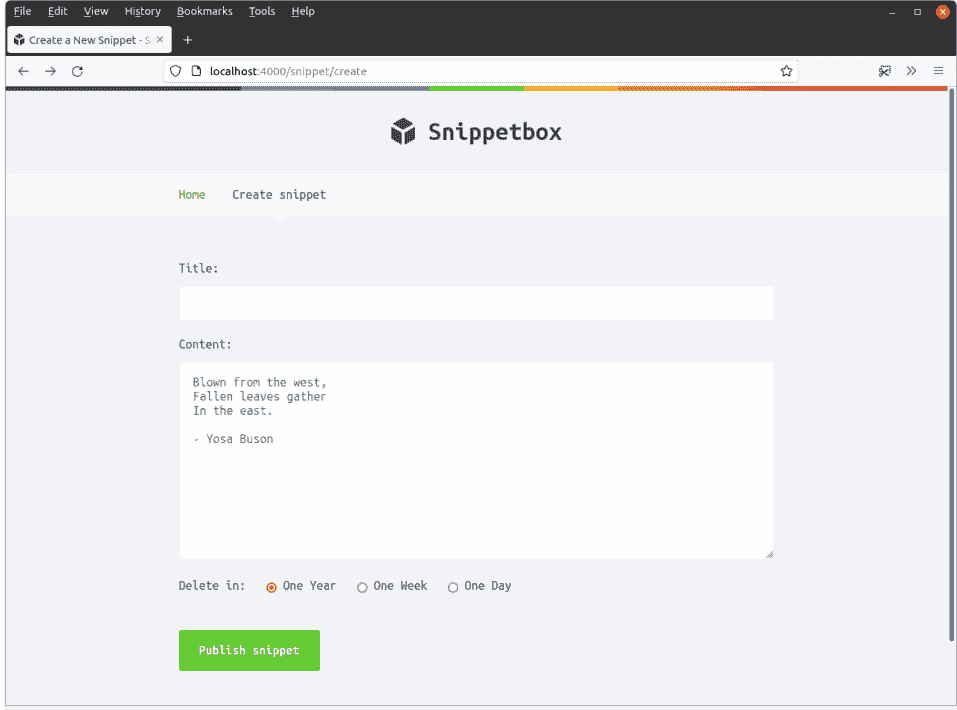 File Edit View History Bookmarks Tools Help
Create a New Snippet - S
localhost:4000/snippet/create
Snippetbox
Home Create snippet
Title:
Content:
Blown from the west,
Fallen leaves gather
In the east.
- Yosa Buson
Delete in: One Year One Week One Day
Publish snippet